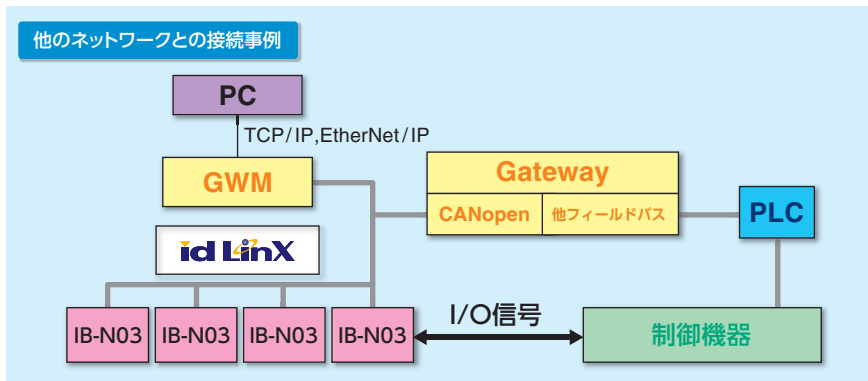 他のネットワークとの接続事例
PC
TCP/IP,EtherNet/IP
GWM
Gateway
CANopen
他フィールドバス
PLC
id LinX
IB-N03
IB-N03
IB-N03
IB-N03
I/O信号
制御機器